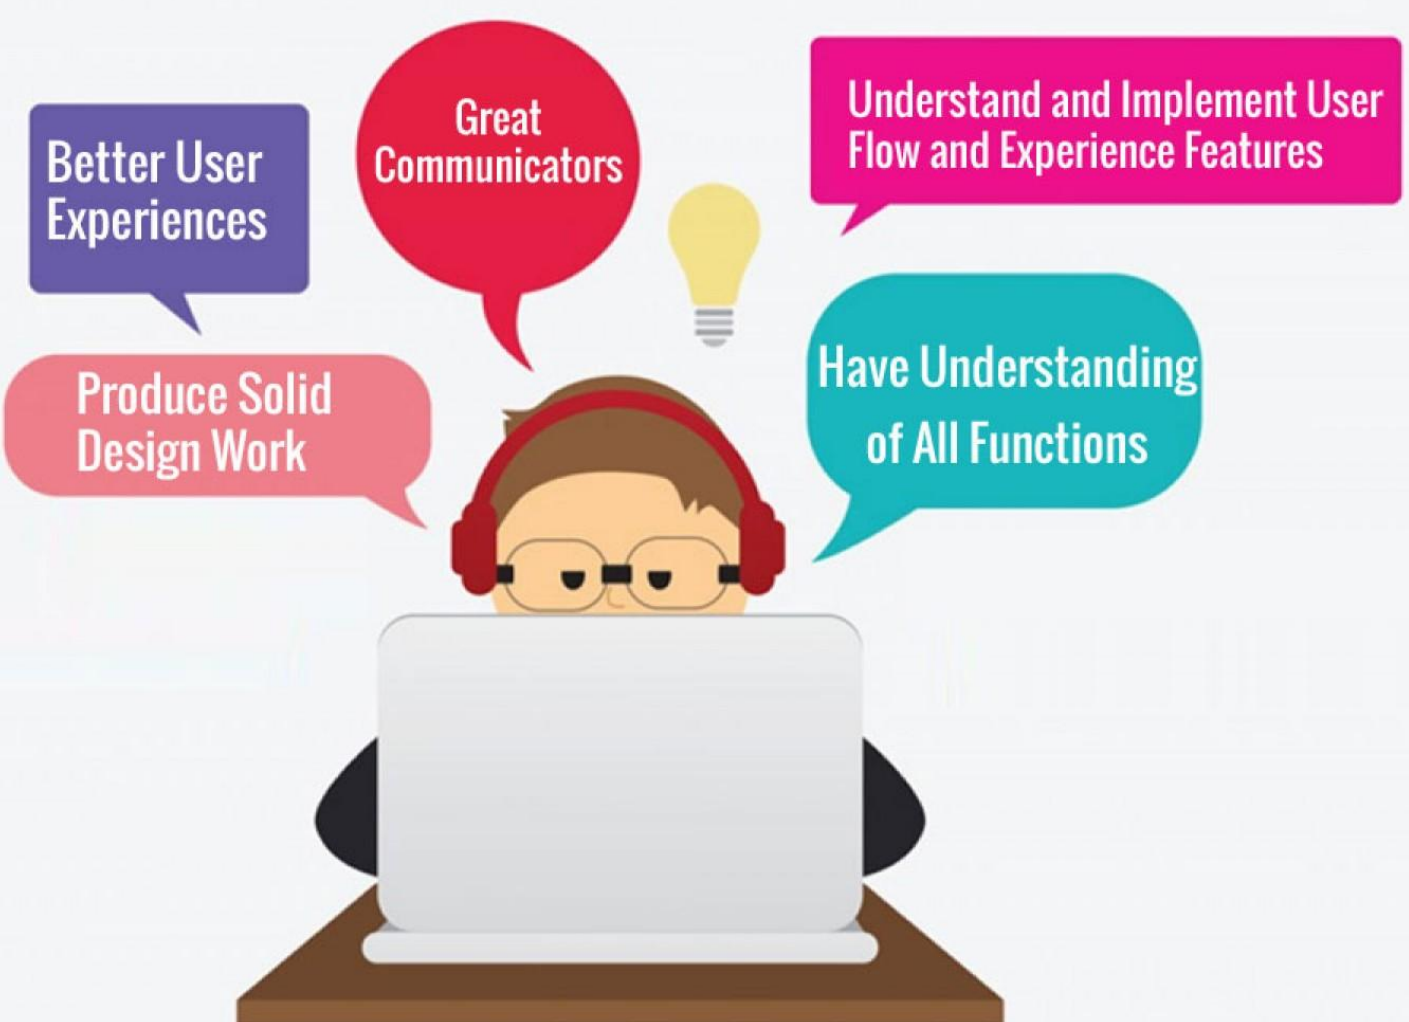 Better User
Experiences
Great
Communicators
Understand and Implement User
Flow and Experience Features
Produce Solid
Design Work
Have Understanding
of All Functions